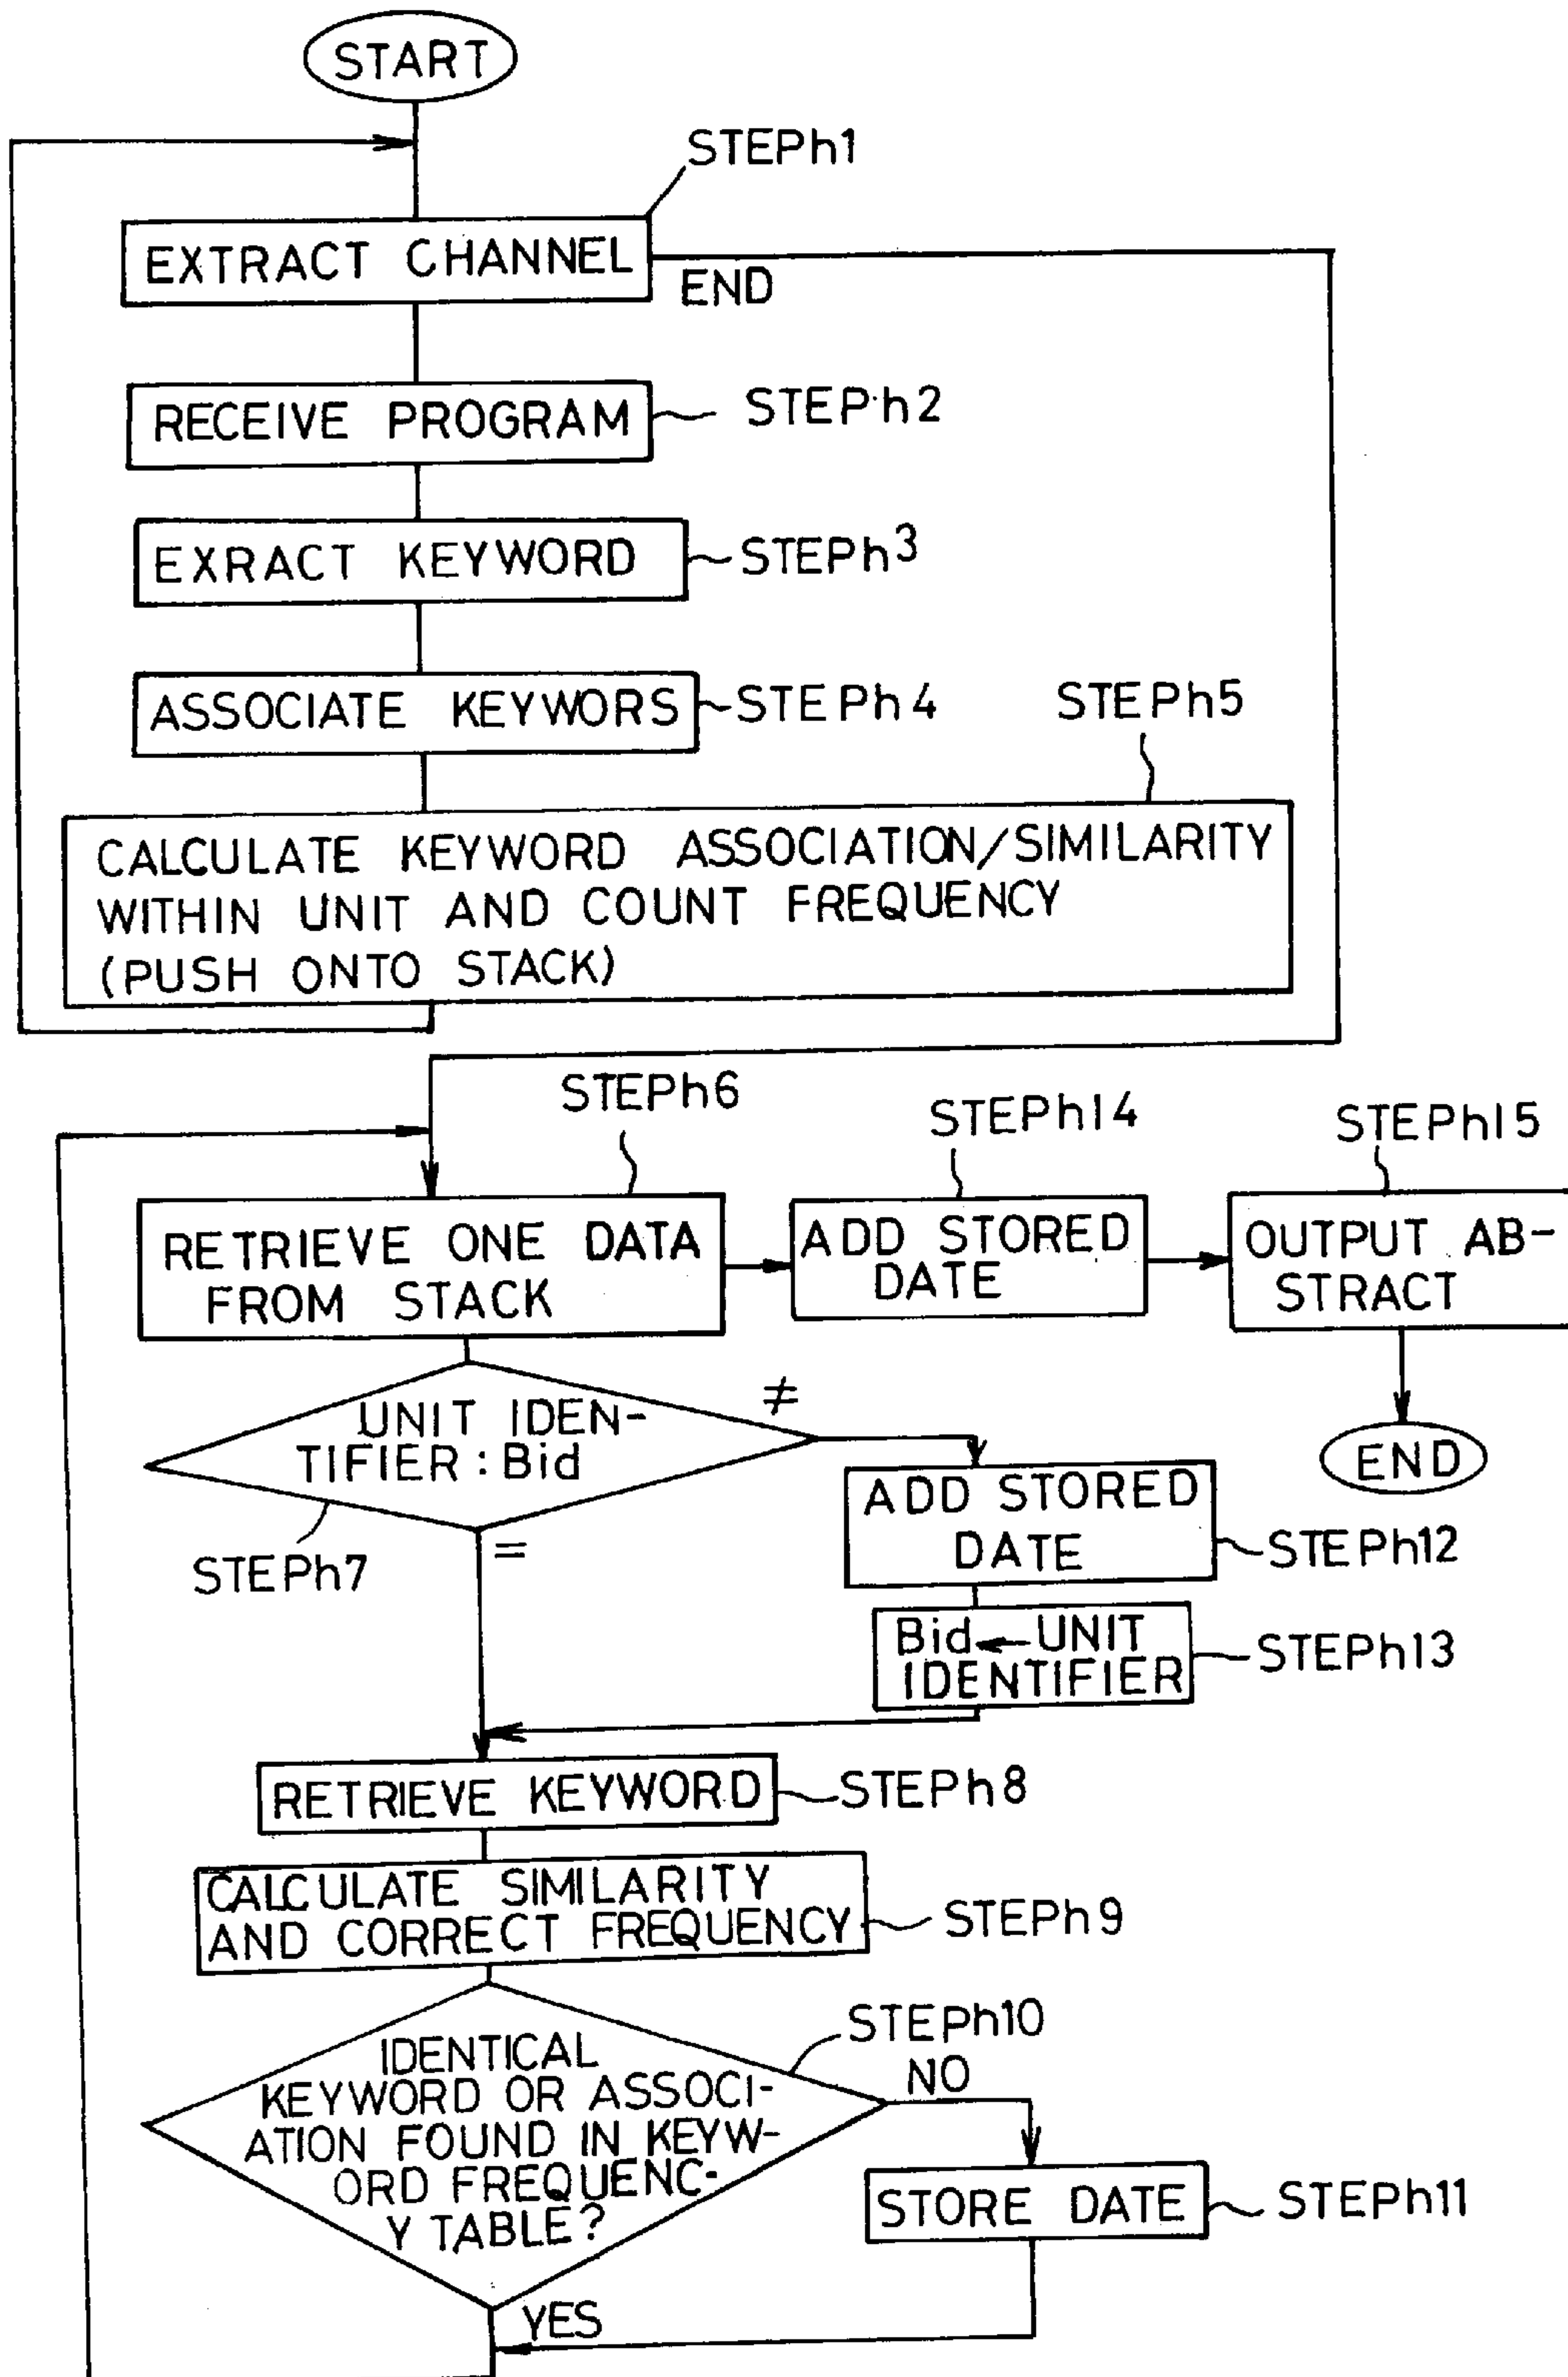 START
STEPh1
EXTRACT CHANNEL
END
RECEIVE PROGRAM
STEP·h2
EXRACT KEYWORD
STEPh3
ASSOCIATE KEYWORS
STEPh4
STEPh5
CALCULATE KEYWORD ASSOCIATION/SIMILARITY
WITHIN UNIT AND COUNT FREQUENCY
(PUSH ONTO STACK)
STEPh6
STEPh14
STEPh15
RETRIEVE ONE DATA
FROM STACK
ADD STORED
DATE
OUTPUT AB-
STRACT
UNIT IDEN-
TIFIER : Bid
≠
=
STEPh7
END
ADD STORED
DATE
STEPh12
Bid←UNIT
IDENTIFIER
STEPh13
RETRIEVE KEYWORD
STEPh8
CALCULATE SIMILARITY
AND CORRECT FREQUENCY
STEPh9
STEPh10
IDENTICAL
KEYWORD OR ASSOCI-
ATION FOUND IN KEYW-
ORD FREQUENC-
Y TABLE?
NO
STORE DATE
STEPh11
YES